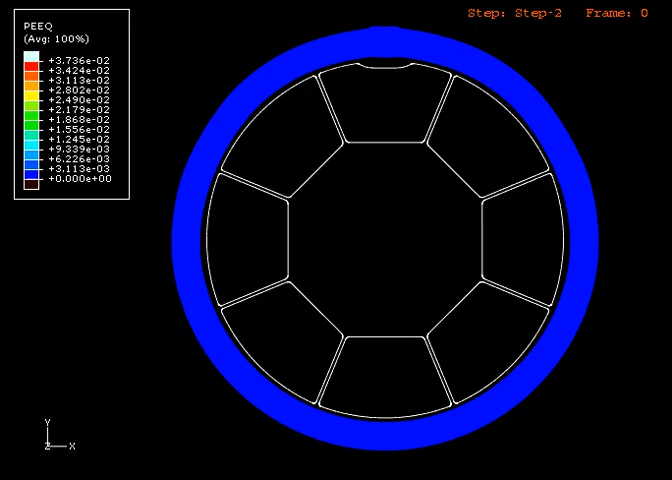 Step: Step-2 Frame: 0
PEEQ
(Avg: 100%)
+3.736e-02
+3.424e-02
+3.113e-02
+2.802e-02
+2.490e-02
+2.179e-02
+1.868e-02
+1.556e-02
+1.245e-02
+9.339e-03
+6.226e-03
+3.113e-03
+0.000e+00
Y
Z X